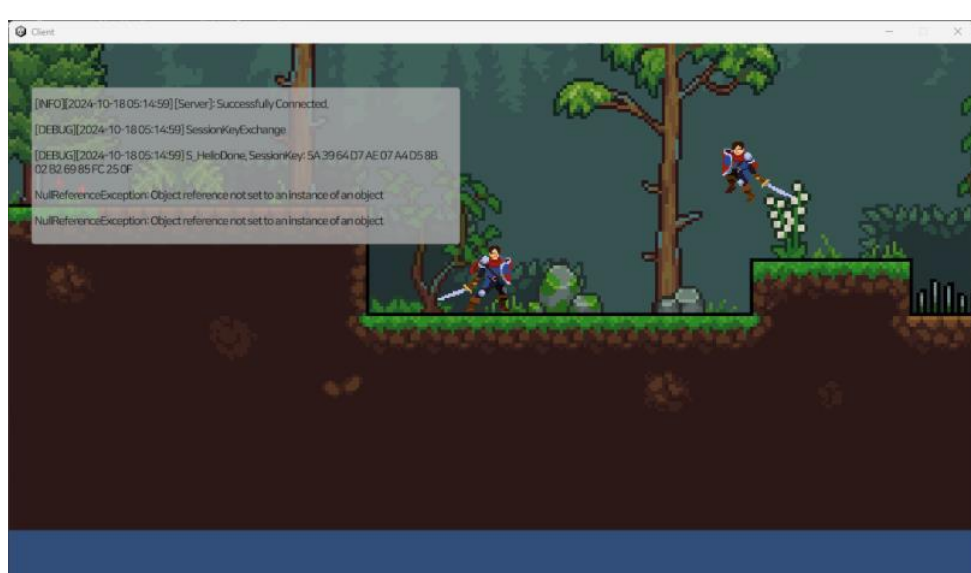 Client
[INFO][2024-10-18 05:14:59] [Server]: Successfully Connected.
[DEBUG][2024-10-18 05:14:59] SessionKeyExchange
[DEBUG][2024-10-18 05:14:59] S_HelloDone, SessionKey: 5A 39 64 D7 AE 07 A4 D5 8B
02 B2 69 85 FC 25 0F
NullReferenceException: Object reference not set to an instance of an object
NullReferenceException: Object reference not set to an instance of an object